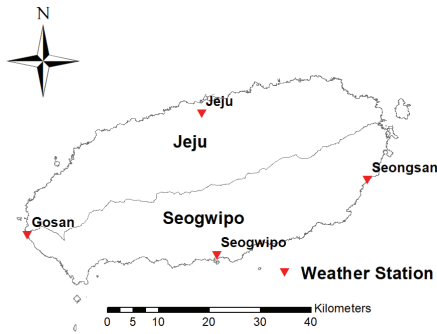 N
Jeju
Jeju
Seongsan
Seogwipo
Gosan
Seogwipo
Weather Station
Kilometers
0 5 10 20 30 40